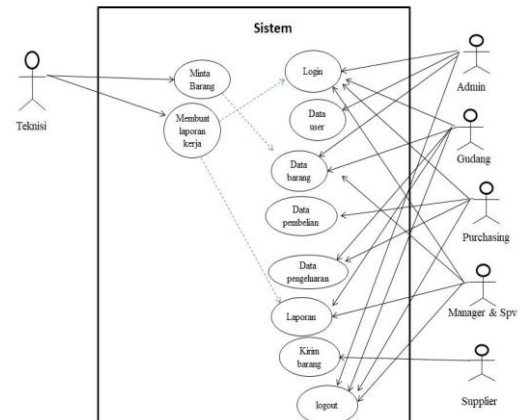 Sistem
Teknisi
Minta
Barang
Membuat
laporan
kerja
Login
Data
user
Data
barang
Data
pembelian
Data
pengeluaran
Laporan
Kirim
barang
logout
Admin
Gudang
Purchasing
Manager & Spv
Supplier